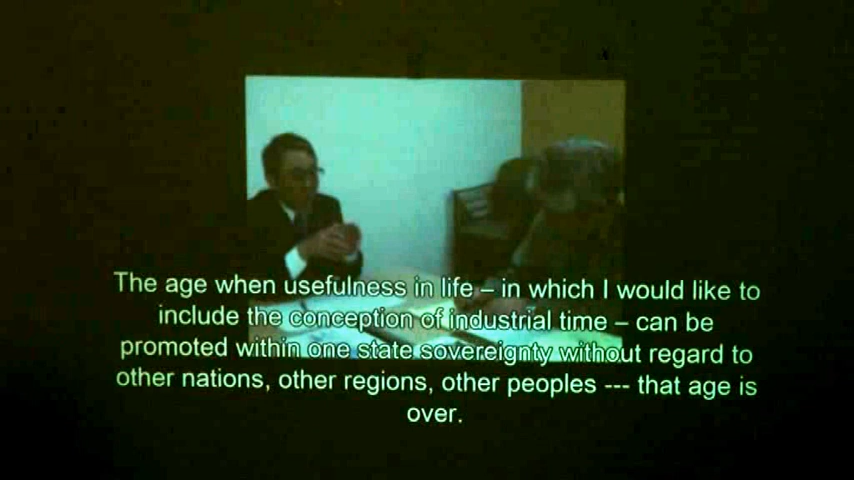 The age when usefulness in life – in which I would like to
include the conception of industrial time – can be
promoted within one state sovereignty without regard to
other nations, other regions, other peoples --- that age is
over.